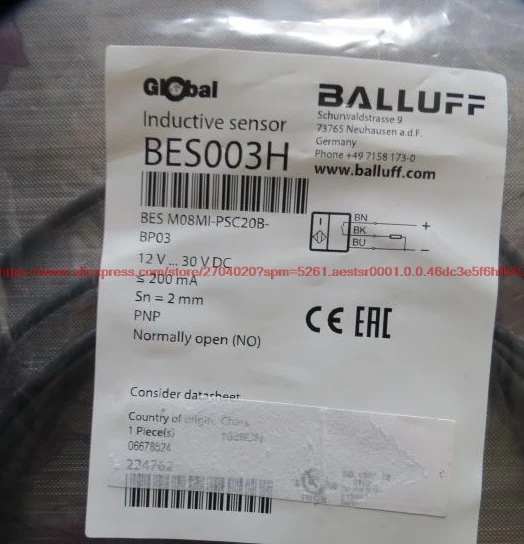 Global
BALLUFF
Inductive sensor
Schurwaldstrasse 9
73765 Neuhausen a.d.F.
Germany
Phone +49 7158 173-0
www.balluff.com
BES003H
BES M08MI-PSC20B-
BP03
BN
BK
BU
+
−
12 V ... 30 V DC
≤ 200 mA
Sn = 2 mm
PNP
Normally open (NO)
CE EAC
Consider datasheet
Country of origin China
1 Piece(s)
06678524
224762